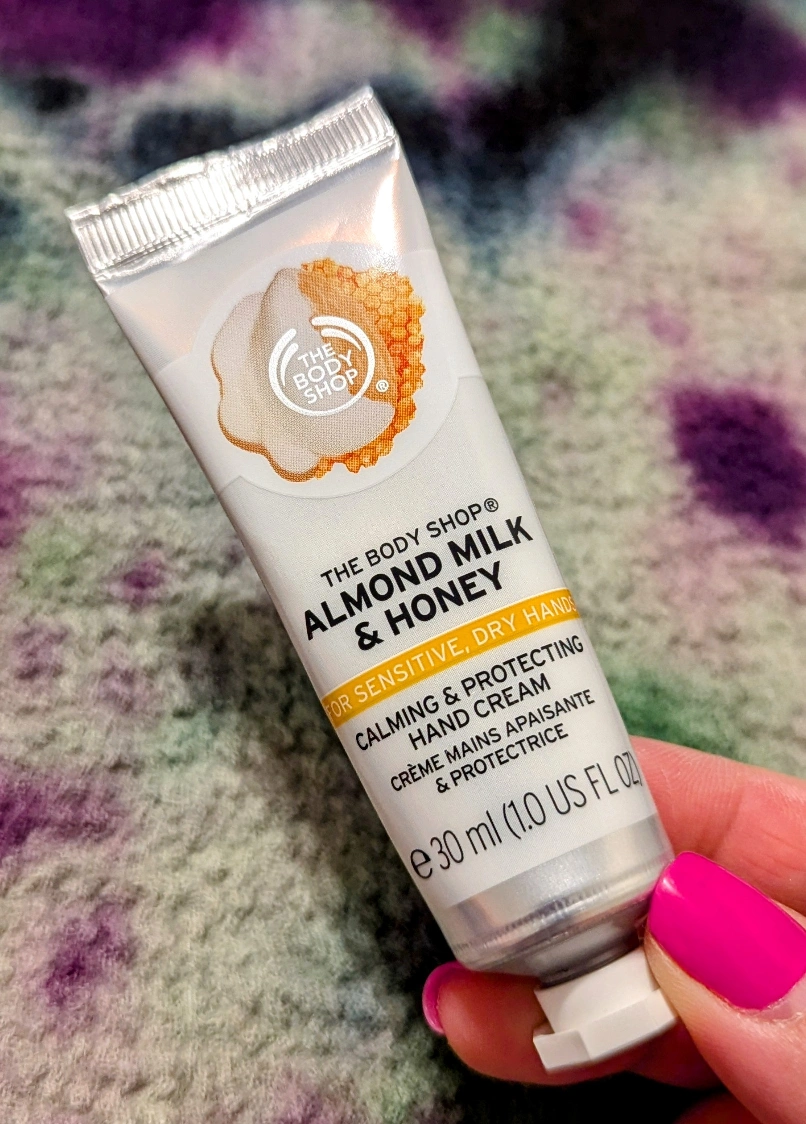 THE
BODY
SHOP®
THE BODY SHOP®
ALMOND MILK
& HONEY
FOR SENSITIVE, DRY HANDS
CALMING & PROTECTING
HAND CREAM
CRÈME MAINS APAISANTE
& PROTECTRICE
e 30 ml (1.0 US FL OZ)